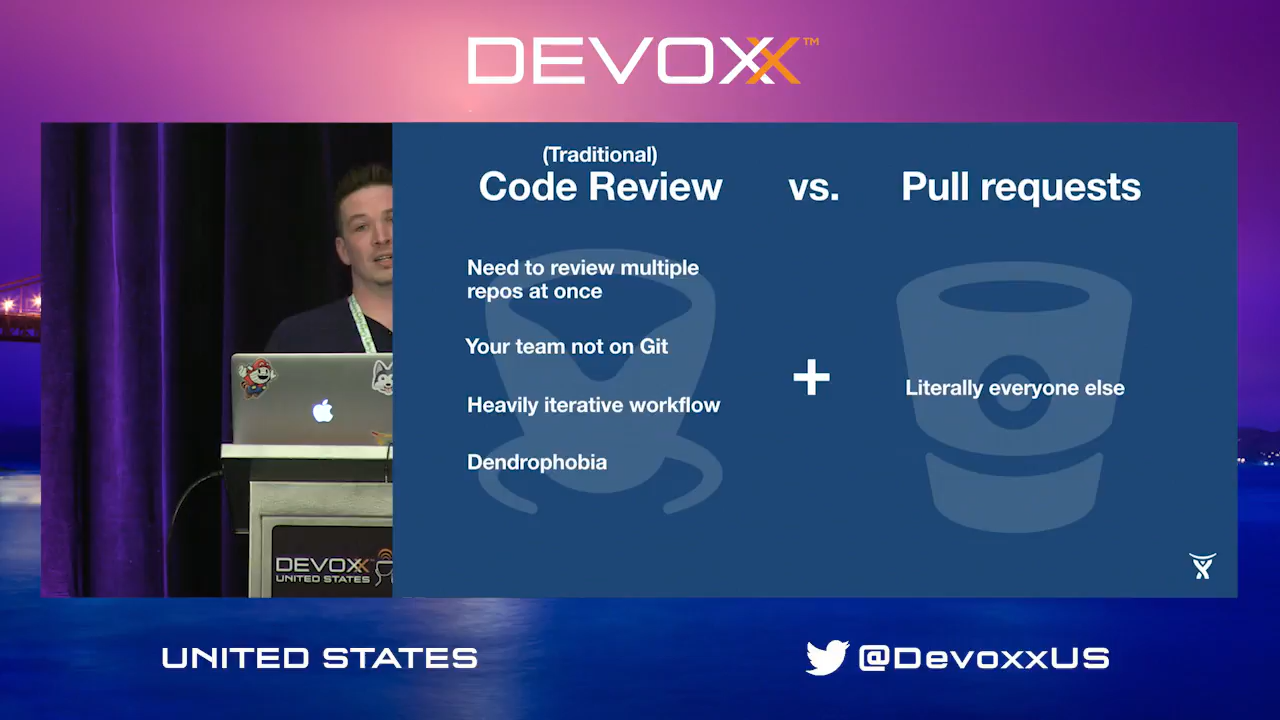 DEVOXX™
(Traditional)
Code Review vs. Pull requests
Need to review multiple
repos at once
Your team not on Git
Heavily iterative workflow
Dendrophobia
+
Literally everyone else
DEVOXX™
UNITED STATES
UNITED STATES
@DevoxxUS